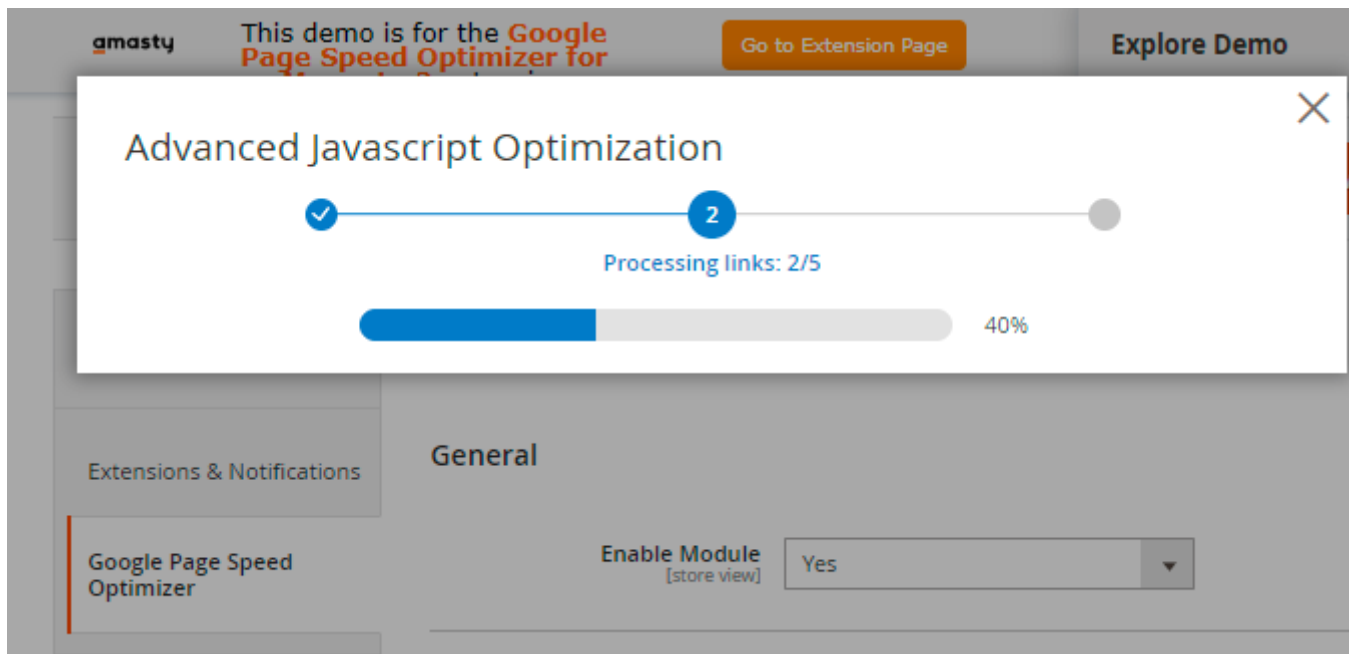 amasty
This demo is for the Google
Page Speed Optimizer for
Go to Extension Page
Explore Demo
Advanced Javascript Optimization
2
Processing links: 2/5
40%
Extensions & Notifications
Google Page Speed
Optimizer
General
Enable Module
[store view]
Yes